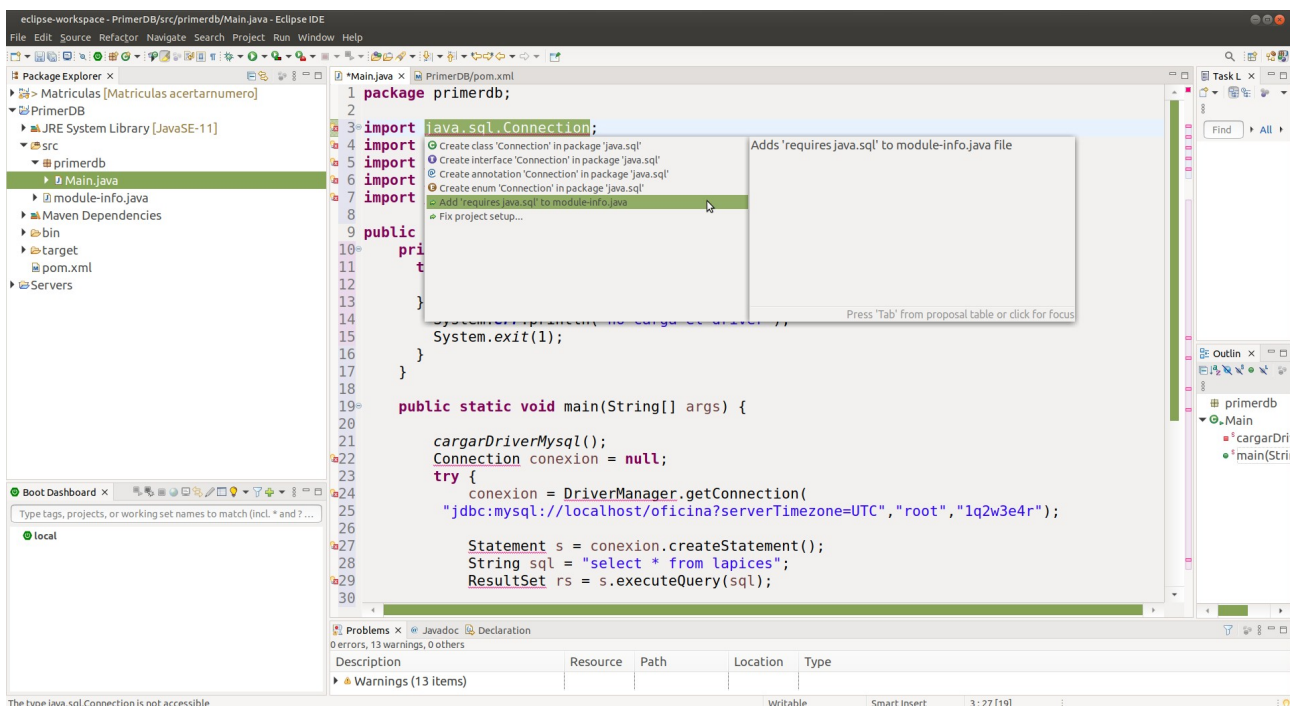 eclipse-workspace - PrimerDB/src/primerdb/Main.java - Eclipse IDE
File Edit Source Refactor Navigate Search Project Run Window Help
Package Explorer
> Matriculas [Matriculas acertarnumero]
PrimerDB
JRE System Library [JavaSE-11]
src
primerdb
Main.java
module-info.java
Maven Dependencies
bin
target
pom.xml
Servers
Boot Dashboard
Type tags, projects, or working set names to match (incl. * and ? ...
local
*Main.java
PrimerDB/pom.xml
1 package primerdb;
2
3 import java.sql.Connection;
4 import
5 import
6 import
7 import
8
9 public
10 pri
11 t
12
13 }
14 System.err.println("no carga el driver");
15 System.exit(1);
16 }
17 }
18
19 public static void main(String[] args) {
20
21 cargarDriverMysql();
22 Connection conexion = null;
23 try {
24 conexion = DriverManager.getConnection(
25 "jdbc:mysql://localhost/oficina?serverTimezone=UTC","root","1q2w3e4r");
26
27 Statement s = conexion.createStatement();
28 String sql = "select * from lapices";
29 ResultSet rs = s.executeQuery(sql);
30
Create class 'Connection' in package 'java.sql'
Create interface 'Connection' in package 'java.sql'
Create annotation 'Connection' in package 'java.sql'
Create enum 'Connection' in package 'java.sql'
Add 'requires java.sql' to module-info.java
Fix project setup...
Adds 'requires java.sql' to module-info.java file
Press 'Tab' from proposal table or click for focus
Problems Javadoc Declaration
0 errors, 13 warnings, 0 others
Description Resource Path Location Type
Warnings (13 items)
Task L
Find All
Outlin
primerdb
Main
cargarDri
main(Stri
The type java.sql.Connection is not accessible
Writable
Smart Insert
3 : 27 [19]